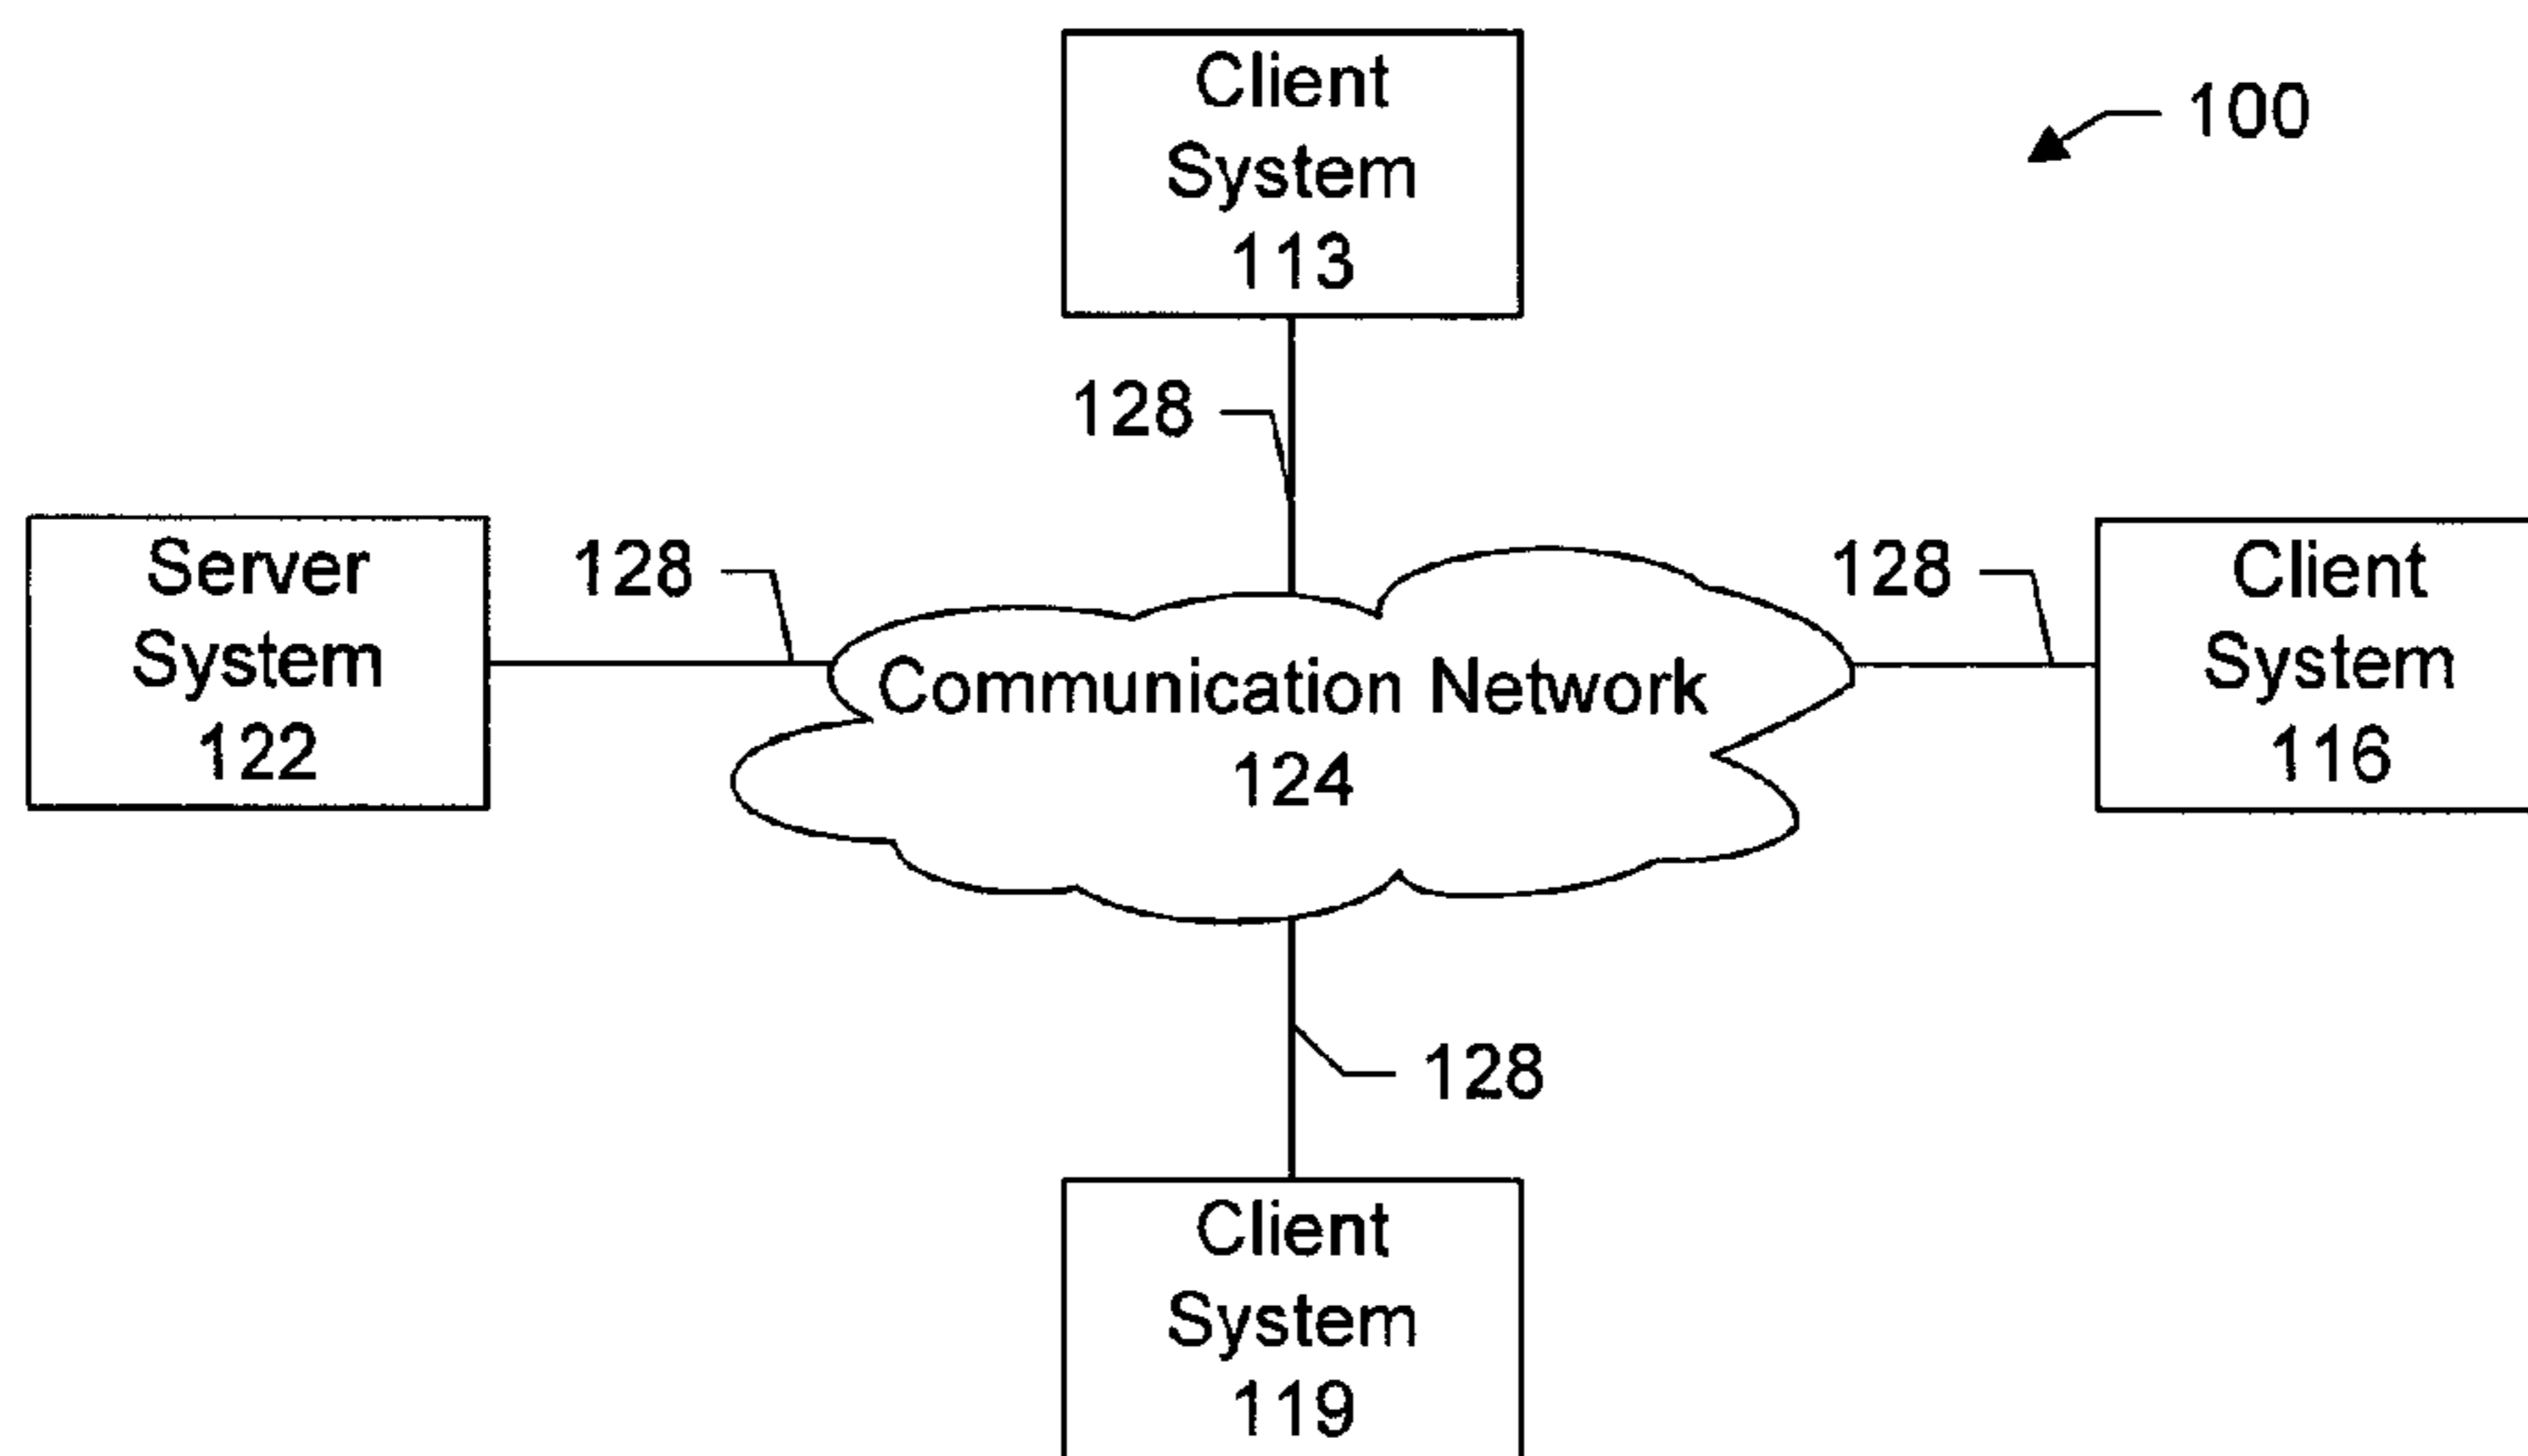 Client
System
113
100
128
Server
System
122
128
128
Client
System
116
Communication Network
124
128
Client
System
119